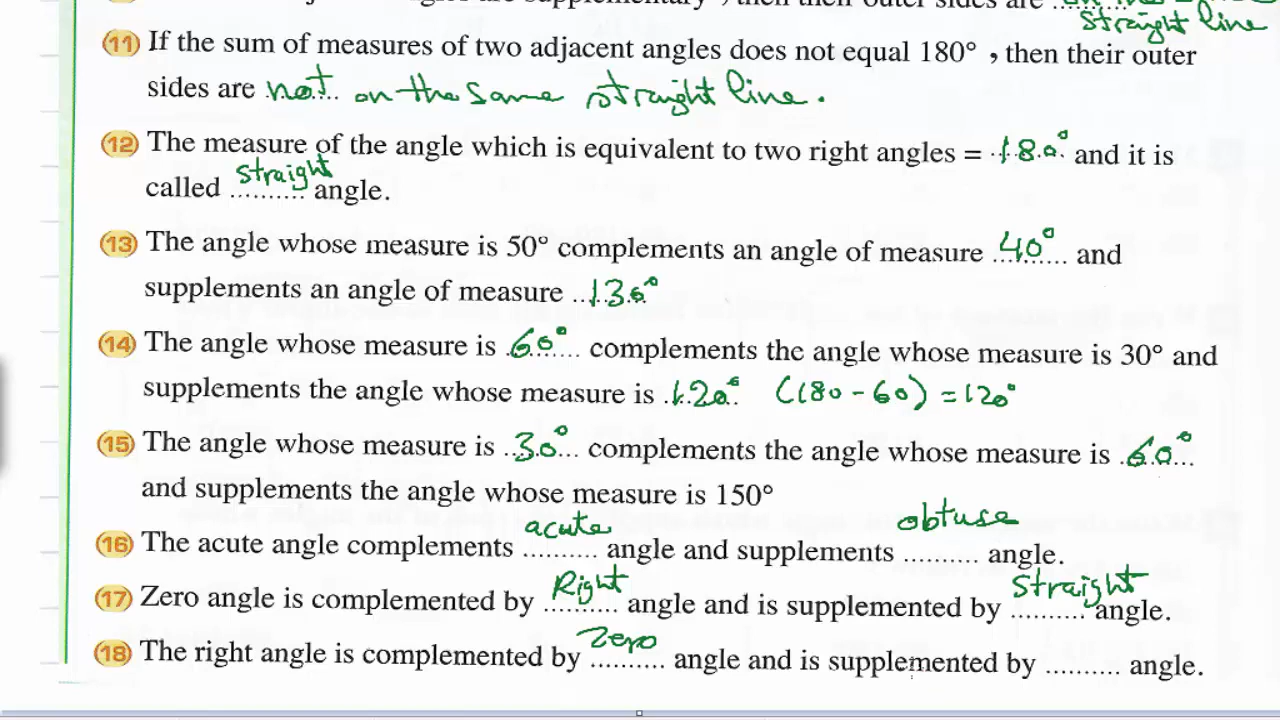 straight line
(11) If the sum of measures of two adjacent angles does not equal 180° , then their outer
sides are not on the same straight line.
(12) The measure of the angle which is equivalent to two right angles = 180° and it is
called straight angle.
(13) The angle whose measure is 50° complements an angle of measure 40° and
supplements an angle of measure 130°
(14) The angle whose measure is 60° complements the angle whose measure is 30° and
supplements the angle whose measure is 120° (180 - 60) = 120°
(15) The angle whose measure is 30° complements the angle whose measure is 60°
and supplements the angle whose measure is 150°
(16) The acute angle complements acute angle and supplements obtuse angle.
(17) Zero angle is complemented by Right angle and is supplemented by straight angle.
(18) The right angle is complemented by Zero angle and is supplemented by .......... angle.